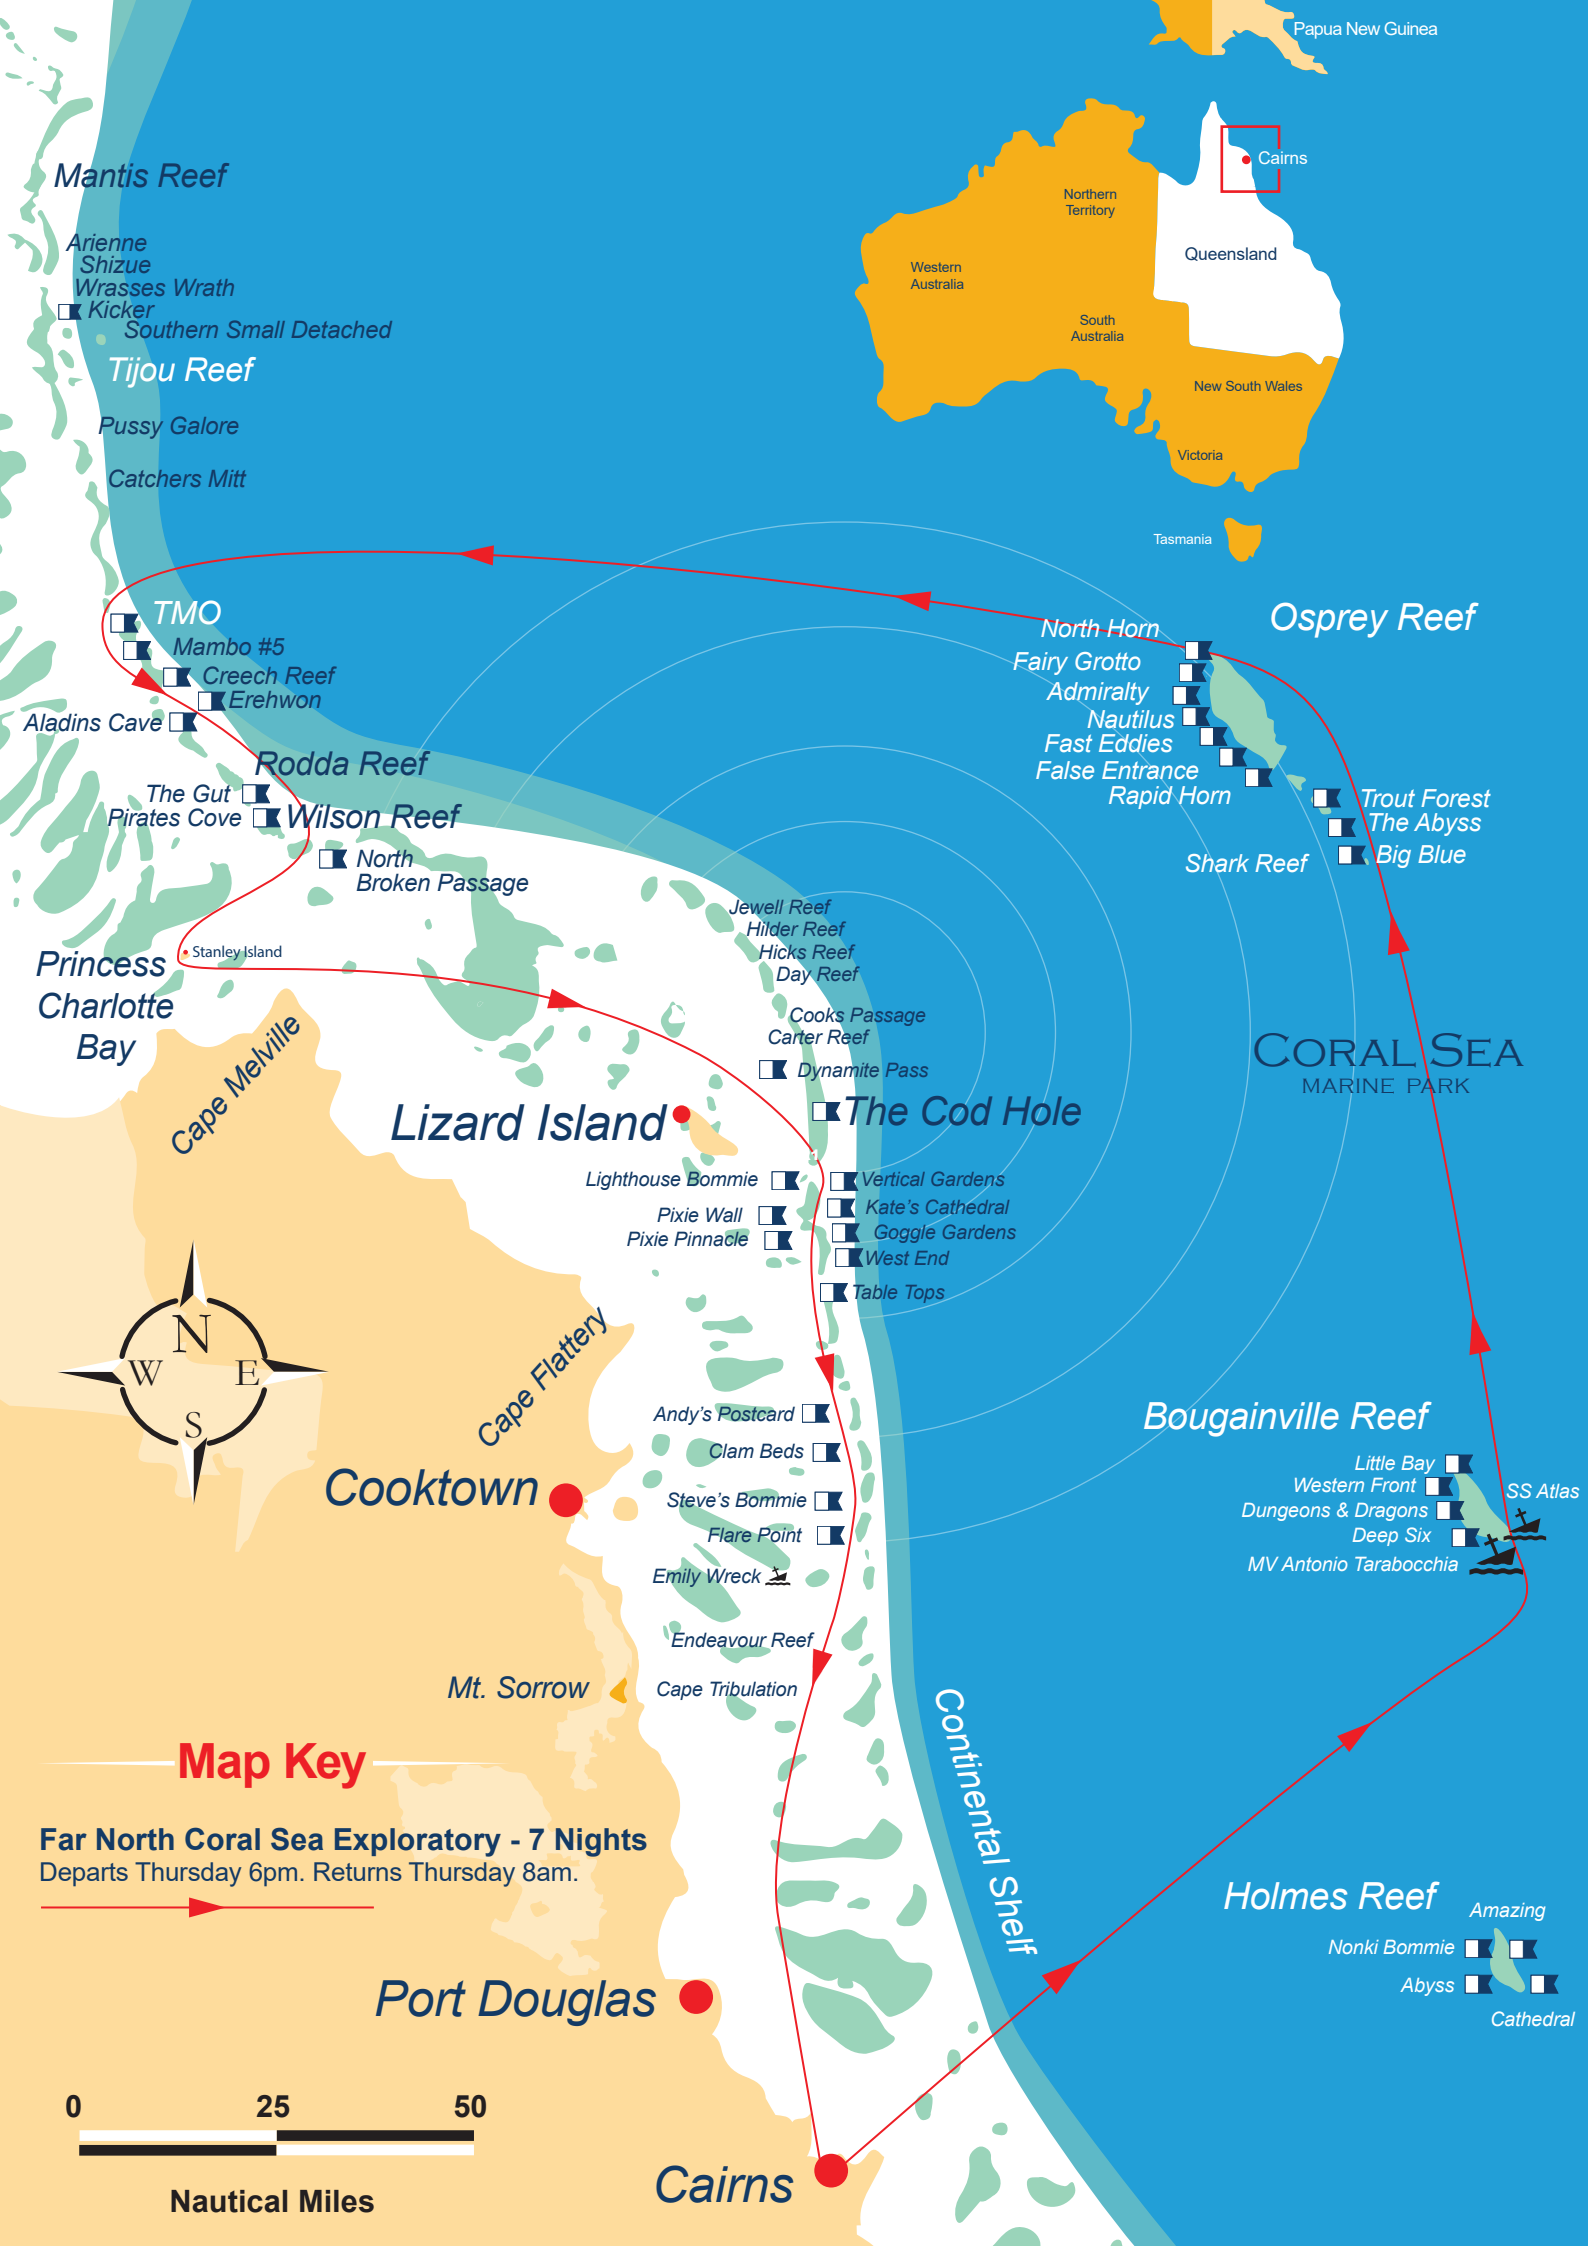 Papua New Guinea
Cairns
Northern
Territory
Queensland
Western
Australia
South
Australia
New South Wales
Victoria
Tasmania
Mantis Reef
Arienne
Shizue
Wrasses Wrath
Kicker
Southern Small Detached
Tijou Reef
Pussy Galore
Catchers Mitt
TMO
Mambo #5
Creech Reef
Erehwon
Aladins Cave
Rodda Reef
The Gut
Pirates Cove
Wilson Reef
North
Broken Passage
Stanley Island
Princess
Charlotte
Bay
Cape Melville
Osprey Reef
North Horn
Fairy Grotto
Admiralty
Nautilus
Fast Eddies
False Entrance
Rapid Horn
Trout Forest
The Abyss
Big Blue
Shark Reef
Jewell Reef
Hilder Reef
Hicks Reef
Day Reef
Cooks Passage
Carter Reef
Dynamite Pass
CORAL SEA
MARINE PARK
The Cod Hole
Lizard Island
Lighthouse Bommie
Vertical Gardens
Pixie Wall
Kate's Cathedral
Pixie Pinnacle
Goggle Gardens
West End
Table Tops
N
W E
S
Cape Flattery
Cooktown
Andy's Postcard
Clam Beds
Steve's Bommie
Flare Point
Emily Wreck
Endeavour Reef
Cape Tribulation
Mt. Sorrow
Bougainville Reef
Little Bay
Western Front
SS Atlas
Dungeons & Dragons
Deep Six
MV Antonio Tarabocchia
Continental Shelf
Map Key
Far North Coral Sea Exploratory - 7 Nights
Departs Thursday 6pm. Returns Thursday 8am.
Holmes Reef
Amazing
Nonki Bommie
Abyss
Cathedral
Port Douglas
0 25 50
Nautical Miles
Cairns